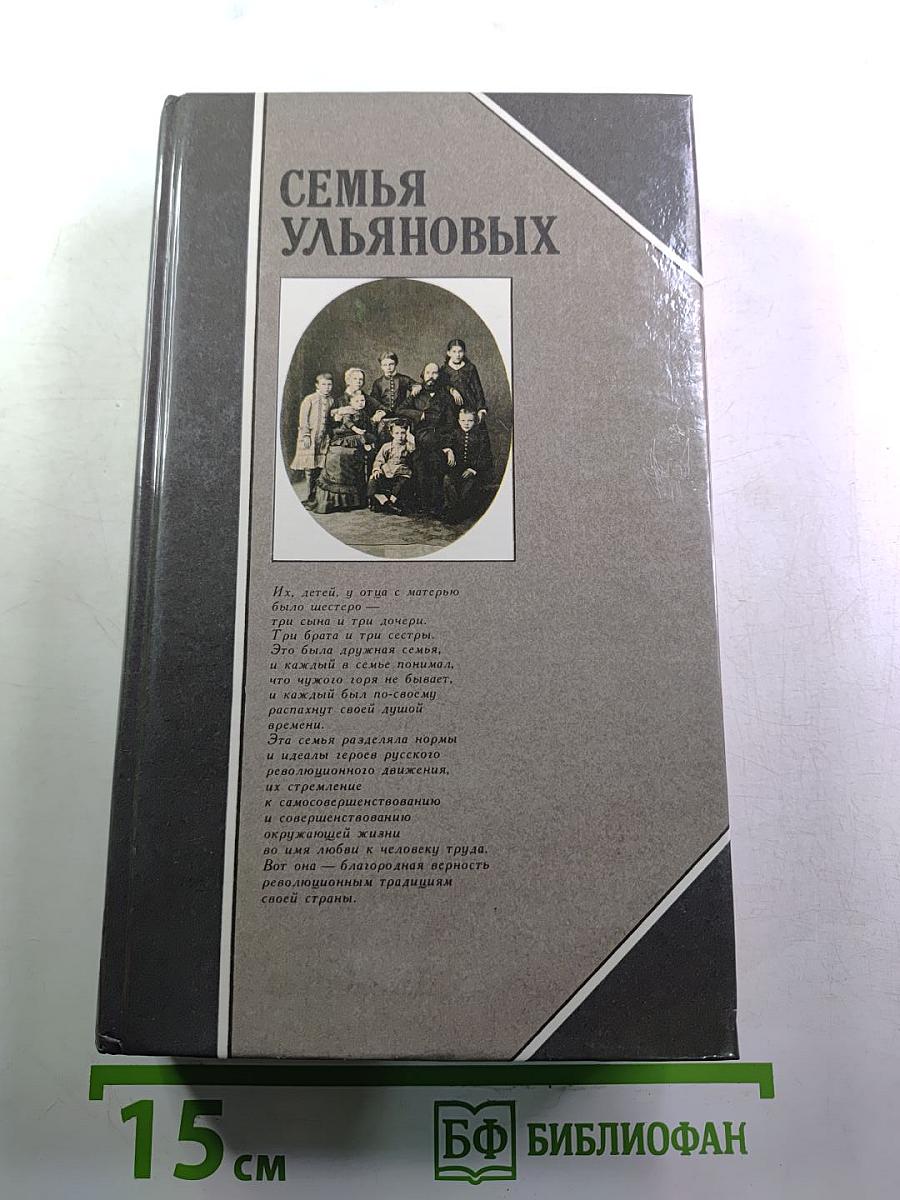 СЕМЬЯ
УЛЬЯНОВЫХ
Их, детей, у отца с матерью
было шестеро —
три сына и три дочери.
Три брата и три сестры.
Это была дружная семья,
и каждый в семье понимал,
что чужого горя не бывает,
и каждый был по-своему
распахнут своей душой
времени.
Эта семья разделяла нормы
и идеалы героев русского
революционного движения,
их стремление
к самосовершенствованию
и совершенствованию
окружающей жизни
во имя любви к человеку труда.
Вот она — благородная верность
революционным традициям
своей страны.
15 см
БФ БИБЛИОФАН